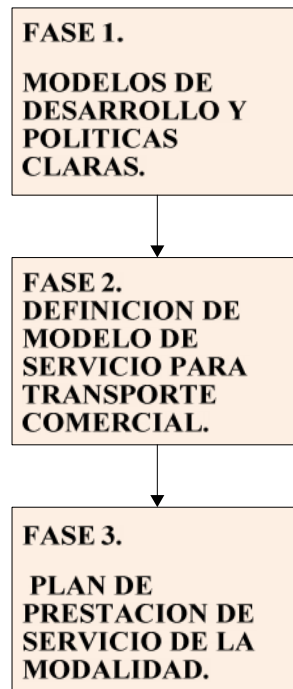 FASE 1.
MODELOS DE
DESARROLLO Y
POLITICAS
CLARAS.
FASE 2.
DEFINICION DE
MODELO DE
SERVICIO PARA
TRANSPORTE
COMERCIAL.
FASE 3.
PLAN DE
PRESTACION DE
SERVICIO DE LA
MODALIDAD.